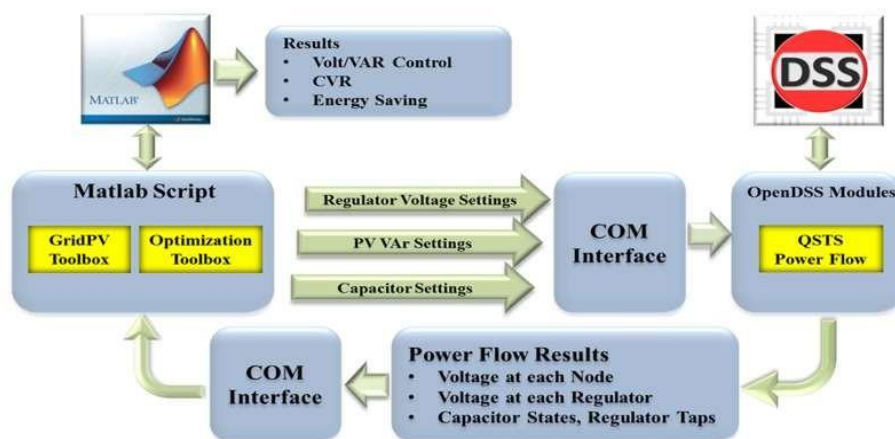 MATLAB
Results
• Volt/VAR Control
• CVR
• Energy Saving
DSS
Matlab Script
GridPV
Toolbox
Optimization
Toolbox
Regulator Voltage Settings
PV VAr Settings
Capacitor Settings
COM
Interface
OpenDSS Modules
QSTS
Power Flow
COM
Interface
Power Flow Results
• Voltage at each Node
• Voltage at each Regulator
• Capacitor States, Regulator Taps